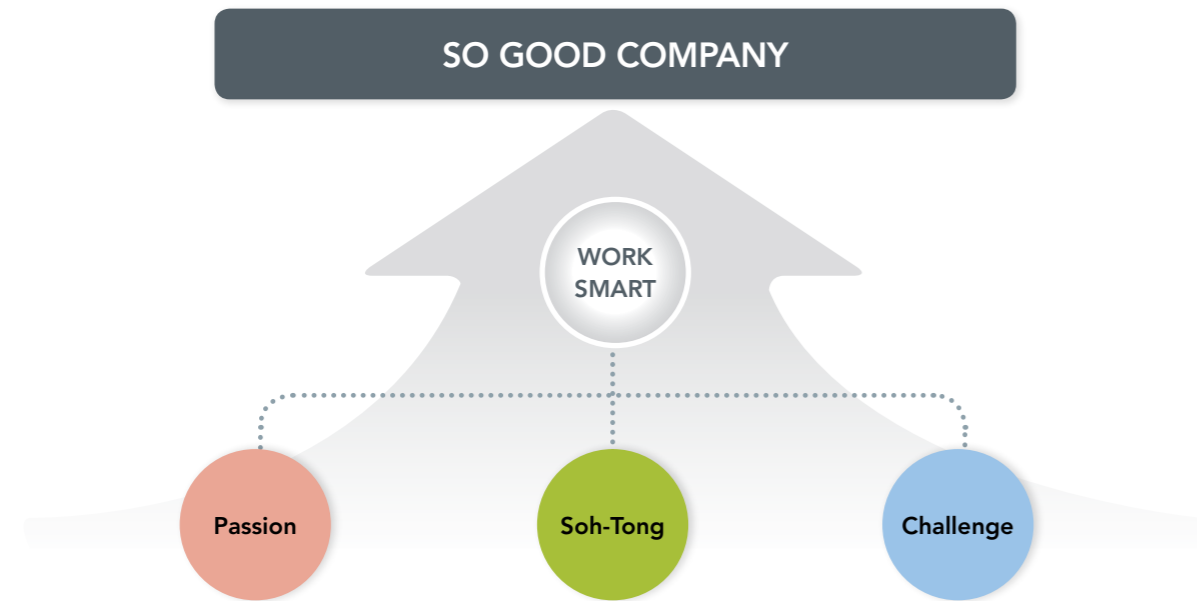 SO GOOD COMPANY
WORK
SMART
Passion
Soh-Tong
Challenge